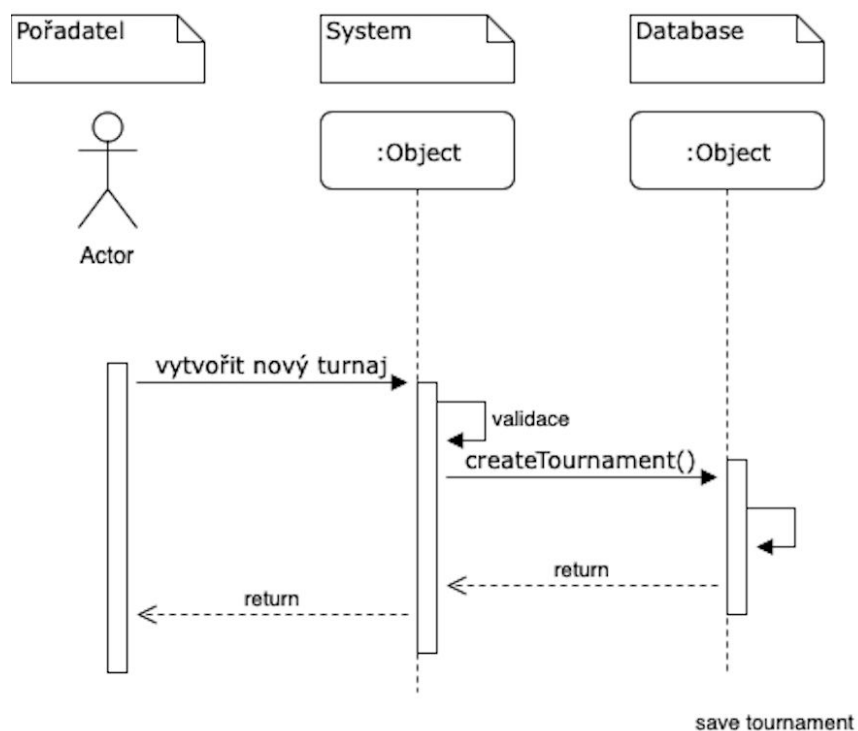 Pořadatel
System
Database
:Object
:Object
Actor
vytvořit nový turnaj
validace
createTournament()
return
return
save tournament